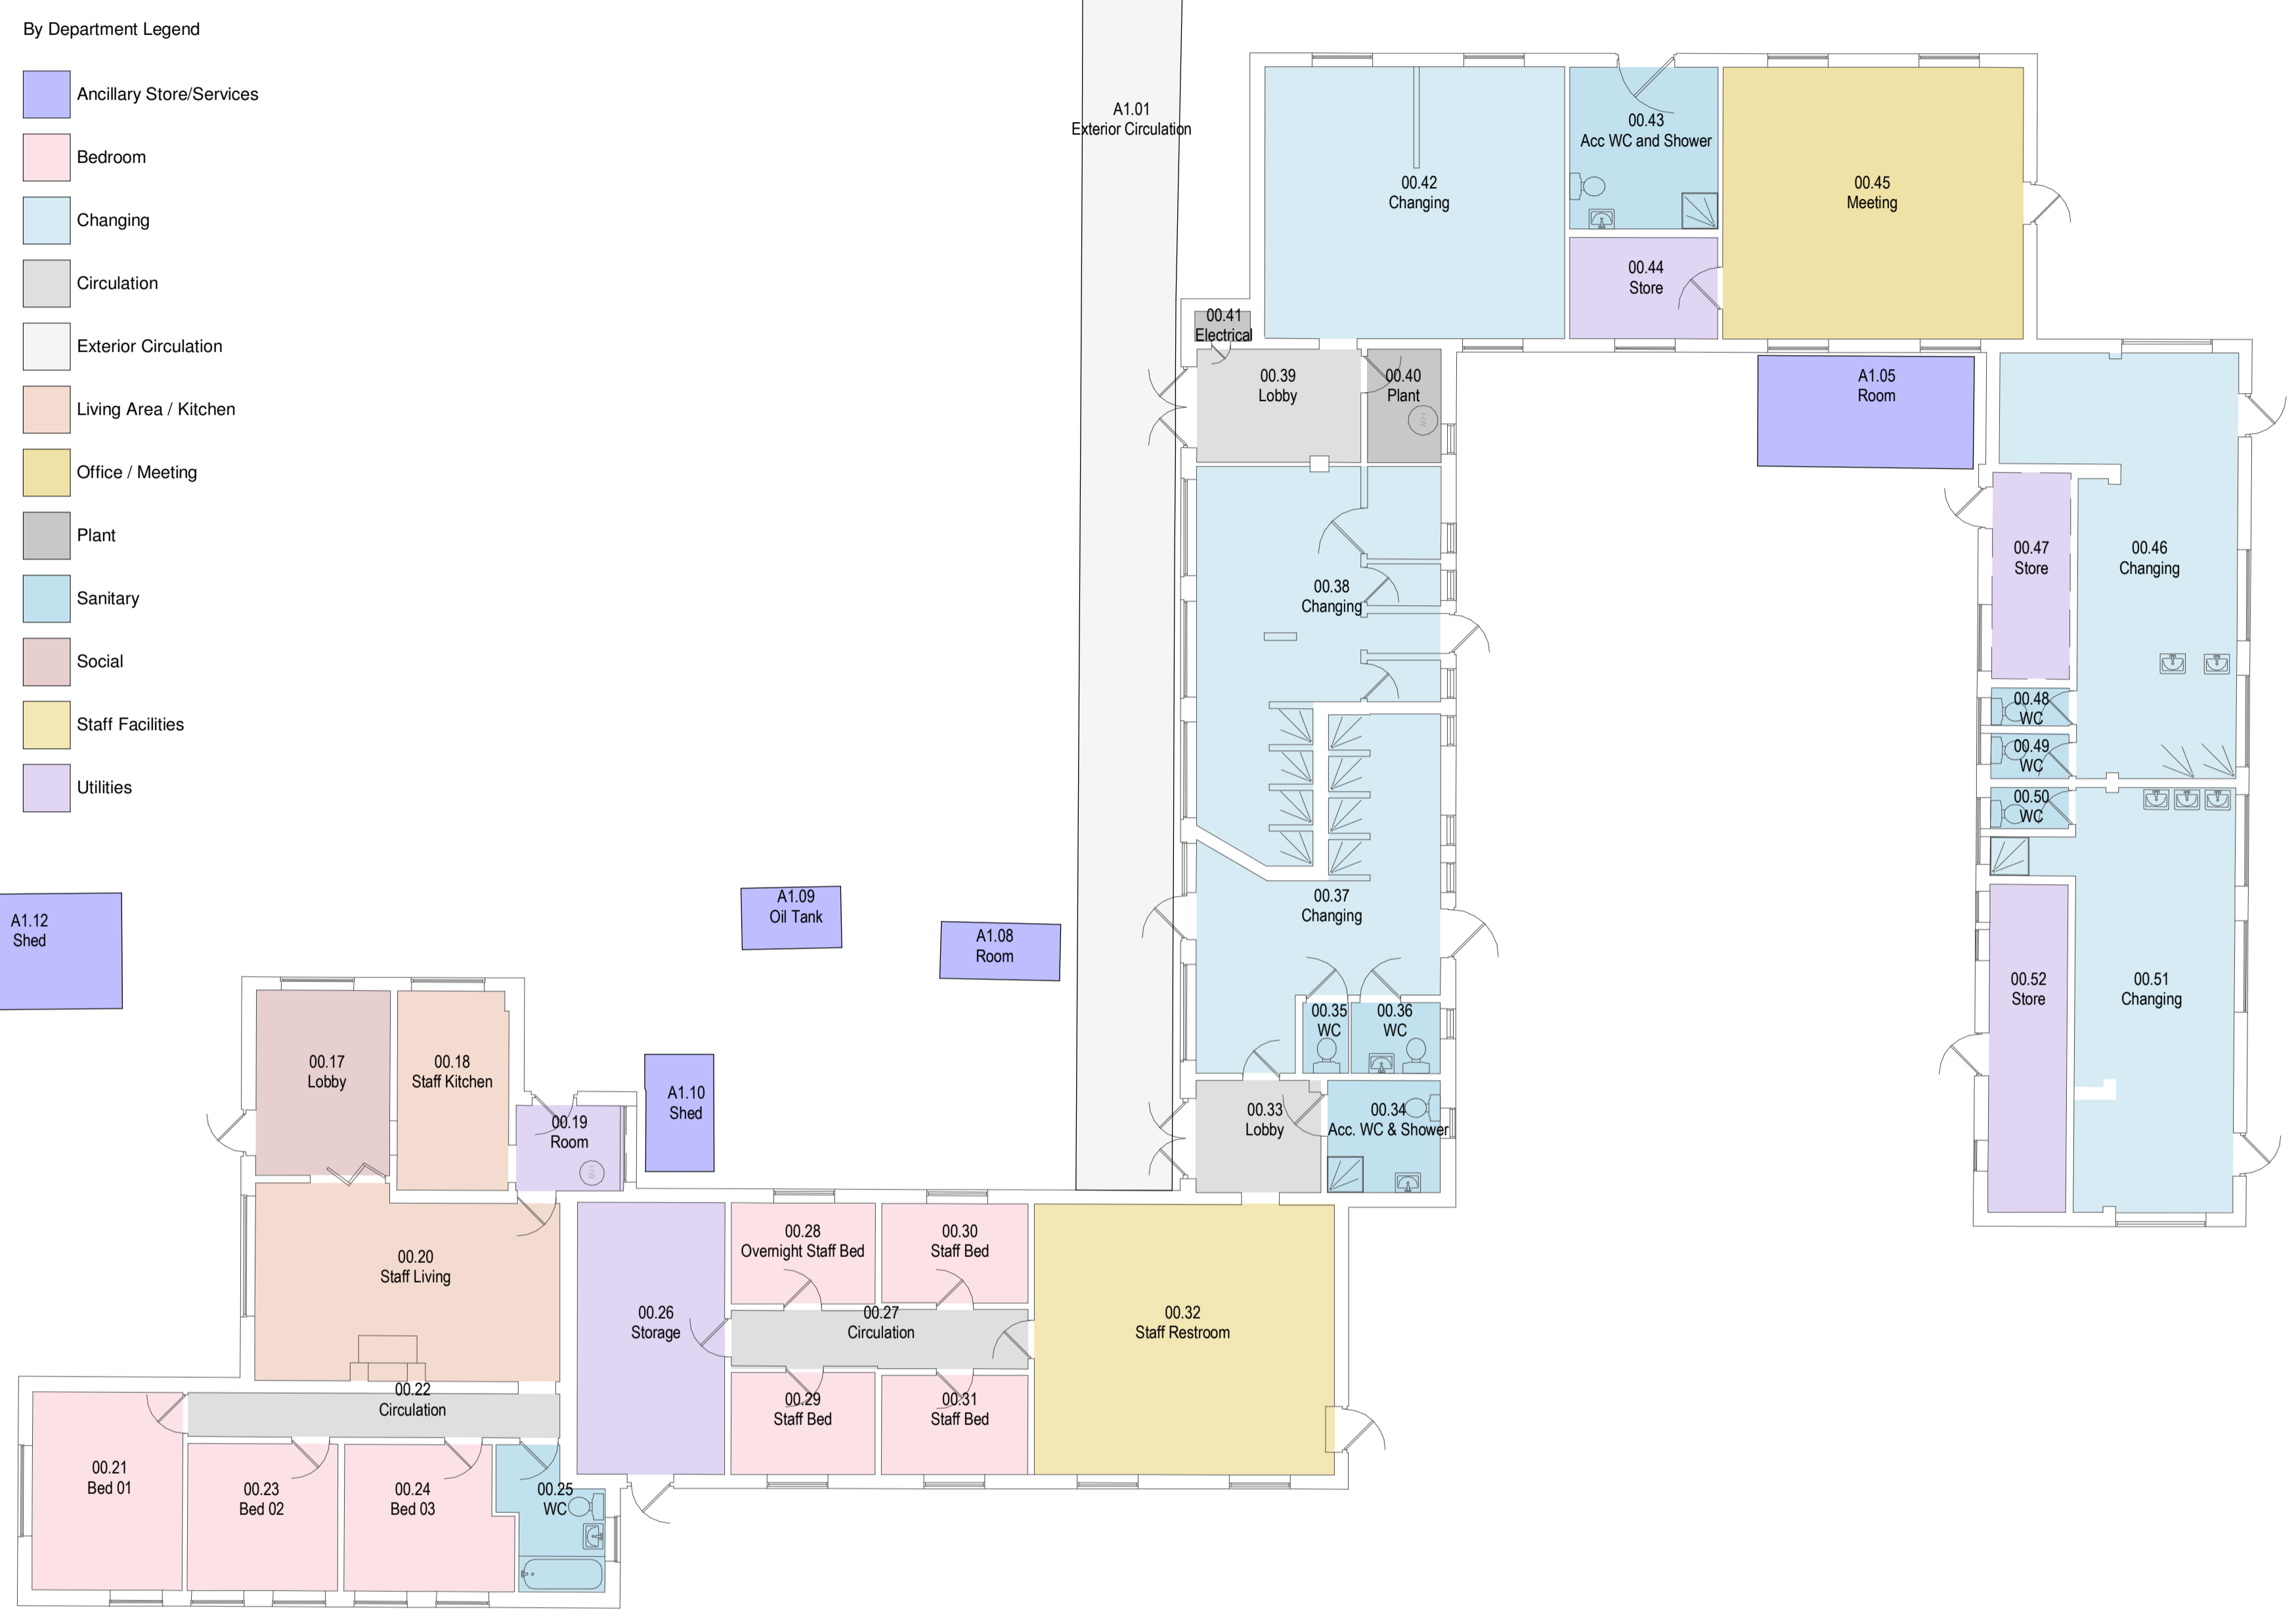 By Department Legend
Ancillary Store/Services
Bedroom
Changing
Circulation
Exterior Circulation
Living Area / Kitchen
Office / Meeting
Plant
Sanitary
Social
Staff Facilities
Utilities
A1.01
Exterior Circulation
00.42
Changing
00.43
Acc WC and Shower
00.44
Store
00.45
Meeting
00.41
Electrical
00.39
Lobby
00.40
Plant
HW
A1.05
Room
00.38
Changing
00.47
Store
00.46
Changing
00.48
WC
00.49
WC
00.50
WC
00.37
Changing
00.52
Store
00.51
Changing
00.35
WC
00.36
WC
00.33
Lobby
00.34
Acc. WC & Shower
A1.12
Shed
A1.09
Oil Tank
A1.08
Room
A1.10
Shed
00.17
Lobby
00.18
Staff Kitchen
00.19
Room
HW
00.20
Staff Living
00.26
Storage
00.28
Overnight Staff Bed
00.30
Staff Bed
00.27
Circulation
00.32
Staff Restroom
00.29
Staff Bed
00.31
Staff Bed
00.22
Circulation
00.21
Bed 01
00.23
Bed 02
00.24
Bed 03
00.25
WC